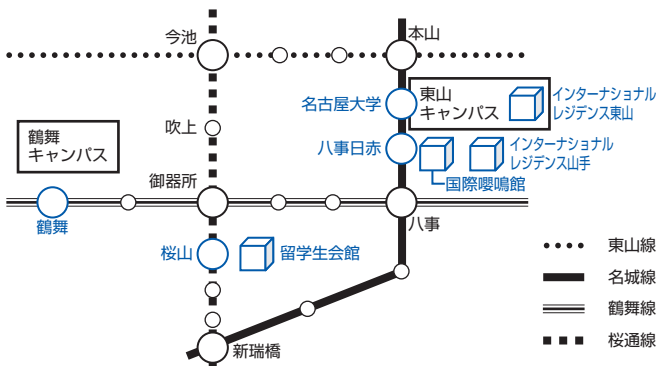 今池
本山
名古屋大学
東山
キャンパス
インターナショナル
レジデンス東山
吹上
鶴舞
キャンパス
八事日赤
インターナショナル
レジデンス山手
国際嚶鳴館
御器所
鶴舞
八事
桜山
留学生会館
新瑞橋
東山線
名城線
鶴舞線
桜通線